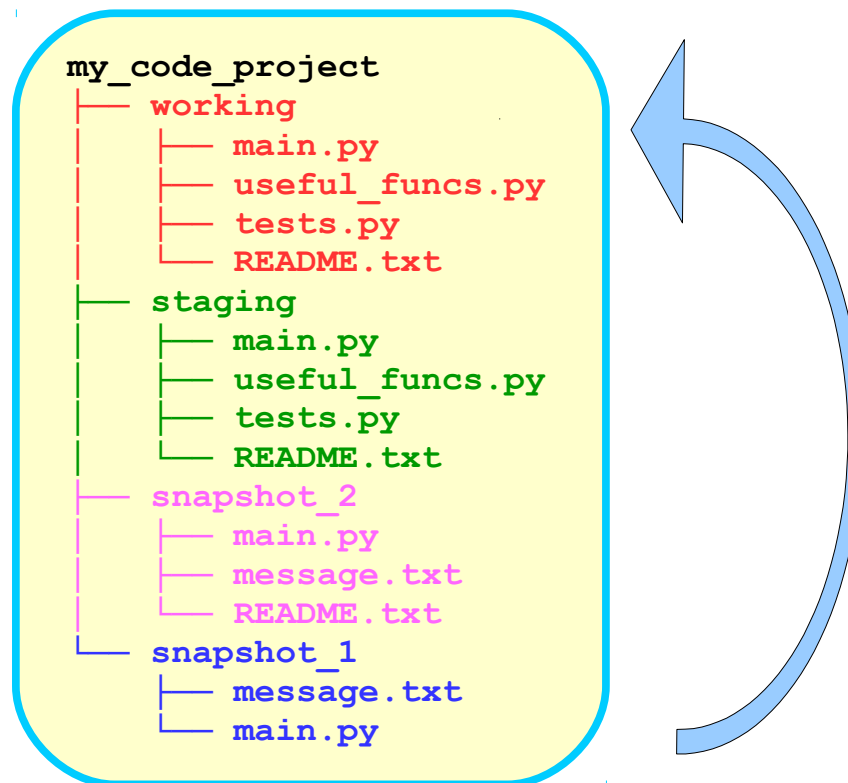 my_code_project
├── working
│   ├── main.py
│   ├── useful_funcs.py
│   ├── tests.py
│   └── README.txt
├── staging
│   ├── main.py
│   ├── useful_funcs.py
│   ├── tests.py
│   └── README.txt
├── snapshot_2
│   ├── main.py
│   ├── message.txt
│   └── README.txt
└── snapshot_1
    ├── message.txt
    └── main.py